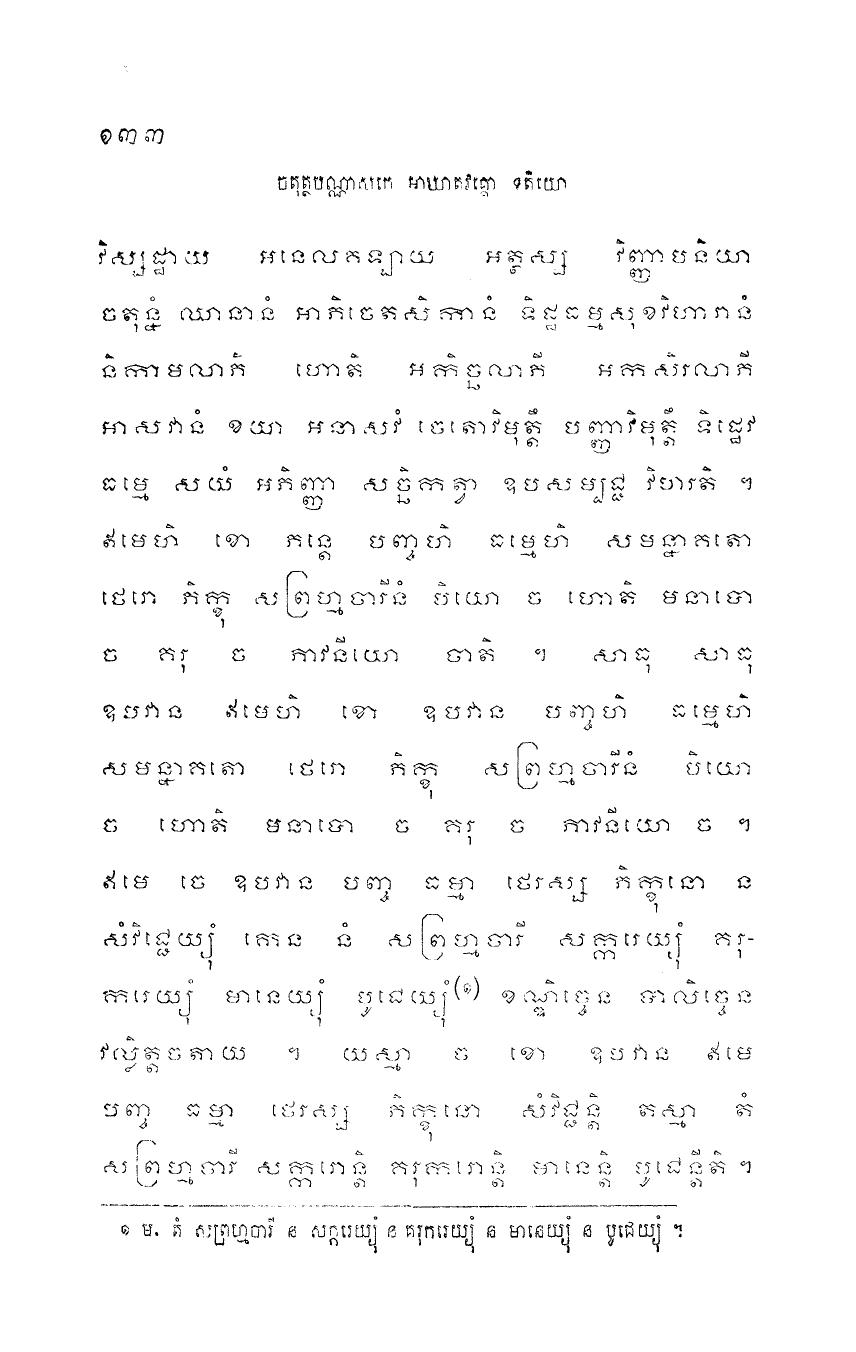 ១៣៣
ចតុត្ថបណ្ណាសកេ អាឃាតវគ្គោ ទតិយោ
វិស្សដ្ឋាយ អនេលគឡាយ អត្ថស្ស វិញ្ញាបនិយា
ចតុន្នំ ឈានានំ អាភិចេតសិកានំ ទិដ្ឋធម្មសុខវិហារានំ
និកាមលាភី ហោតិ អកិច្ឆលាភី អកសិរលាភី
អាសវានំ ខយា អនាសវំ ចេតោវិមុត្តឹ បញ្ញាវិមុត្តឹ ទិដ្ឋេវ
ធម្មេ សយំ អភិញ្ញា សច្ឆិកត្វា ឧបសម្បជ្ជ វិហរតិ ។
ឥមេហិ ខោ ភន្តេ បញ្ចហិ ធម្មេហិ សមន្នាគតោ
ថេរោ ភិក្ខុ សព្រហ្មចារីនំ បិយោ ច ហោតិ មនាបោ
ច គរុ ច ភាវនីយោ ចាតិ ។ សាធុ សាធុ
ឧបវាន ឥមេហិ ខោ ឧបវាន បញ្ចហិ ធម្មេហិ
សមន្នាគតោ ថេរោ ភិក្ខុ សព្រហ្មចារីនំ បិយោ
ច ហោតិ មនាបោ ច គរុ ច ភាវនីយោ ច ។
ឥមេ ចេ ឧបវាន បញ្ច ធម្មា ថេរស្ស ភិក្ខុនោ ន
សំវិជ្ជេយ្យុំ កេន នំ សព្រហ្មចារី សក្ករេយ្យុំ គរុ-
ករេយ្យុំ មានេយ្យុំ បូជេយ្យុំ(១) ខណ្ឌិច្ចេន បាលិច្ចេន
វលិត្តចតាយ ។ យស្មា ច ខោ ឧបវាន ឥមេ
បញ្ច ធម្មា ថេរស្ស ភិក្ខុនោ សំវិជ្ជន្តិ តស្មា តំ
សព្រហ្មចារី សក្ករោន្តិ គរុករោន្តិ មានេន្តិ បូជេន្តីតិ ។
១ ម. តំ សព្រហ្មចារី ន សក្ករេយ្យុំ ន គរុករេយ្យុំ ន មានេយ្យុំ ន បូជេយ្យុំ ។